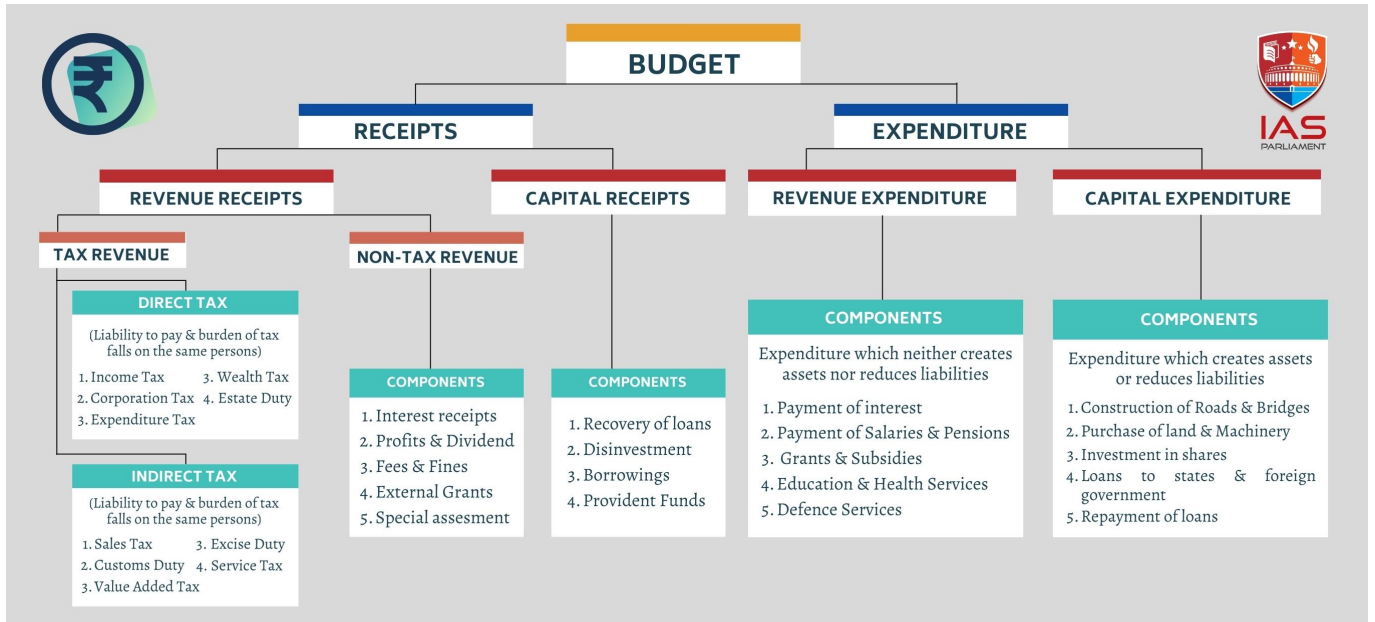 BUDGET
IAS
PARLIAMENT
RECEIPTS
EXPENDITURE
REVENUE RECEIPTS
CAPITAL RECEIPTS
REVENUE EXPENDITURE
CAPITAL EXPENDITURE
TAX REVENUE
NON-TAX REVENUE
DIRECT TAX
(Liability to pay & burden of tax
falls on the same persons)
1. Income Tax 3. Wealth Tax
2. Corporation Tax 4. Estate Duty
3. Expenditure Tax
INDIRECT TAX
(Liability to pay & burden of tax
falls on the same persons)
1. Sales Tax 3. Excise Duty
2. Customs Duty 4. Service Tax
3. Value Added Tax
COMPONENTS
1. Interest receipts
2. Profits & Dividend
3. Fees & Fines
4. External Grants
5. Special assesment
COMPONENTS
1. Recovery of loans
2. Disinvestment
3. Borrowings
4. Provident Funds
COMPONENTS
Expenditure which neither creates
assets nor reduces liabilities
1. Payment of interest
2. Payment of Salaries & Pensions
3. Grants & Subsidies
4. Education & Health Services
5. Defence Services
COMPONENTS
Expenditure which creates assets
or reduces liabilities
1. Construction of Roads & Bridges
2. Purchase of land & Machinery
3. Investment in shares
4. Loans to states & foreign
government
5. Repayment of loans